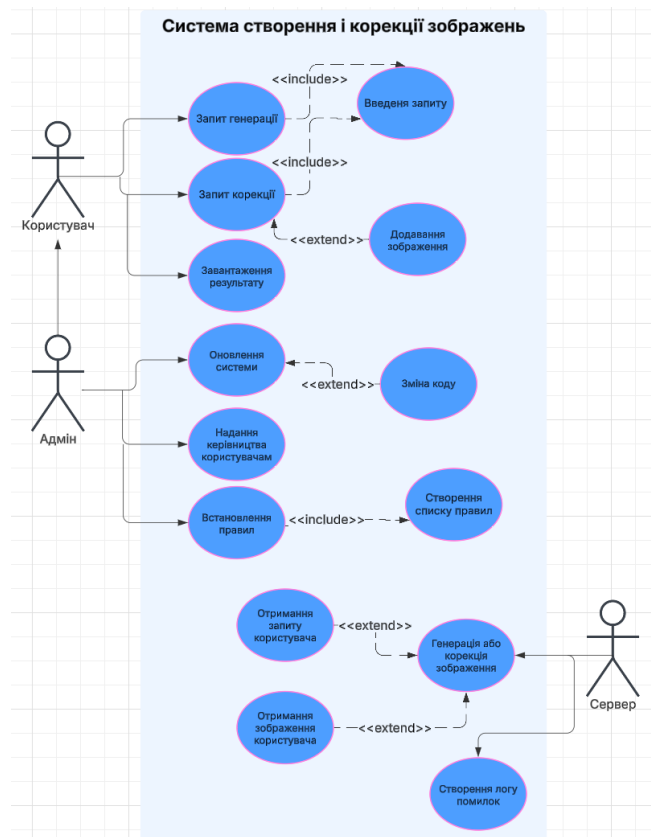 Система створення і корекції зображень
<<include>>
Запит генерації
Введеня запиту
<<include>>
Запит корекції
Користувач
<<extend>>
Додавання
зображення
Завантаження
результату
Оновлення
системи
<<extend>>
Зміна коду
Адмін
Надання
керівництва
користувачам
Встановлення
правил
<<include>>
Створення
списку правил
Отримання
запиту
користувача
<<extend>>
Генерація або
корекція
зображення
Сервер
Отримання
зображення
користувача
<<extend>>
Створення логу
помилок